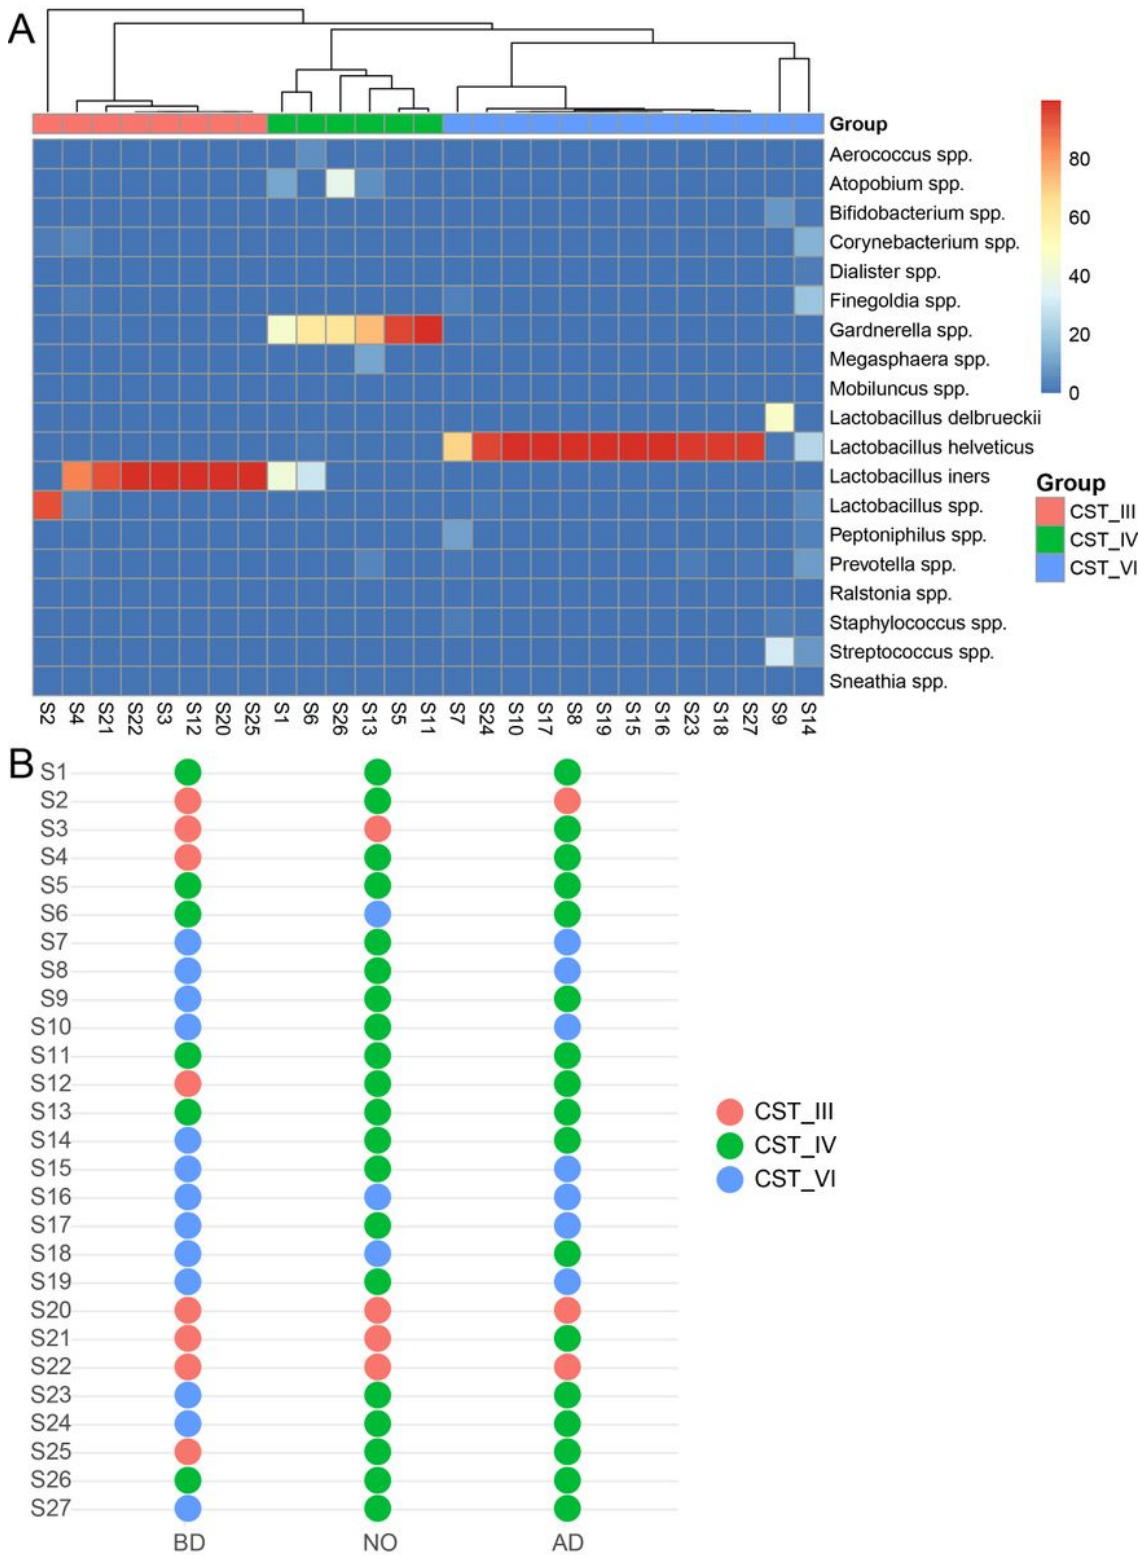 A
Group
Aerococcus spp.
Atopobium spp.
Bifidobacterium spp.
Corynebacterium spp.
Dialister spp.
Finegoldia spp.
Gardnerella spp.
Megasphaera spp.
Mobiluncus spp.
Lactobacillus delbrueckii
Lactobacillus helveticus
Lactobacillus iners
Lactobacillus spp.
Peptoniphilus spp.
Prevotella spp.
Ralstonia spp.
Staphylococcus spp.
Streptococcus spp.
Sneathia spp.
80
60
40
20
0
Group
CST_III
CST_IV
CST_VI
S2 S4 S21 S22 S3 S12 S20 S25 S1 S6 S26 S13 S5 S11 S7 S24 S10 S17 S8 S19 S15 S16 S23 S18 S27 S9 S14
B
S1
S2
S3
S4
S5
S6
S7
S8
S9
S10
S11
S12
S13
S14
S15
S16
S17
S18
S19
S20
S21
S22
S23
S24
S25
S26
S27
BD NO AD
CST_III
CST_IV
CST_VI